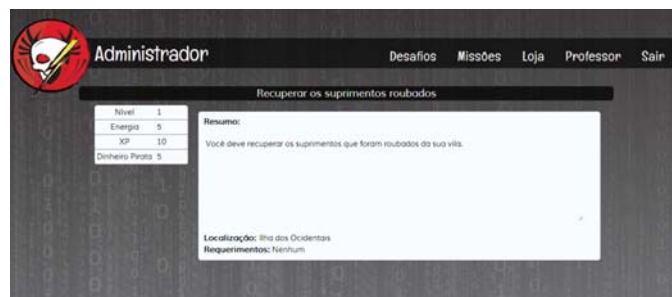 Administrador
Desafios Missões Loja Professor Sair
Recuperar os suprimentos roubados
Nível 1
Energia 5
XP 10
Dinheiro Pirata 5
Resumo:
Você deve recuperar os suprimentos que foram roubados da sua vila.
Localização: Ilha dos Ocidentais
Requerimentos: Nenhum